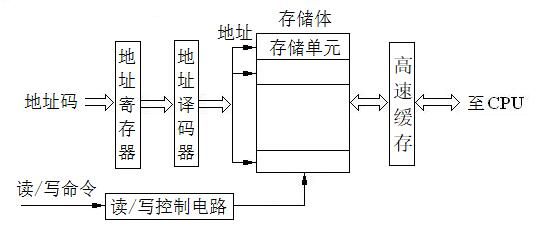 存储体
地址
存储单元
地址码
地址寄存器
地址译码器
高速缓存
至CPU
读/写命令
读/写控制电路